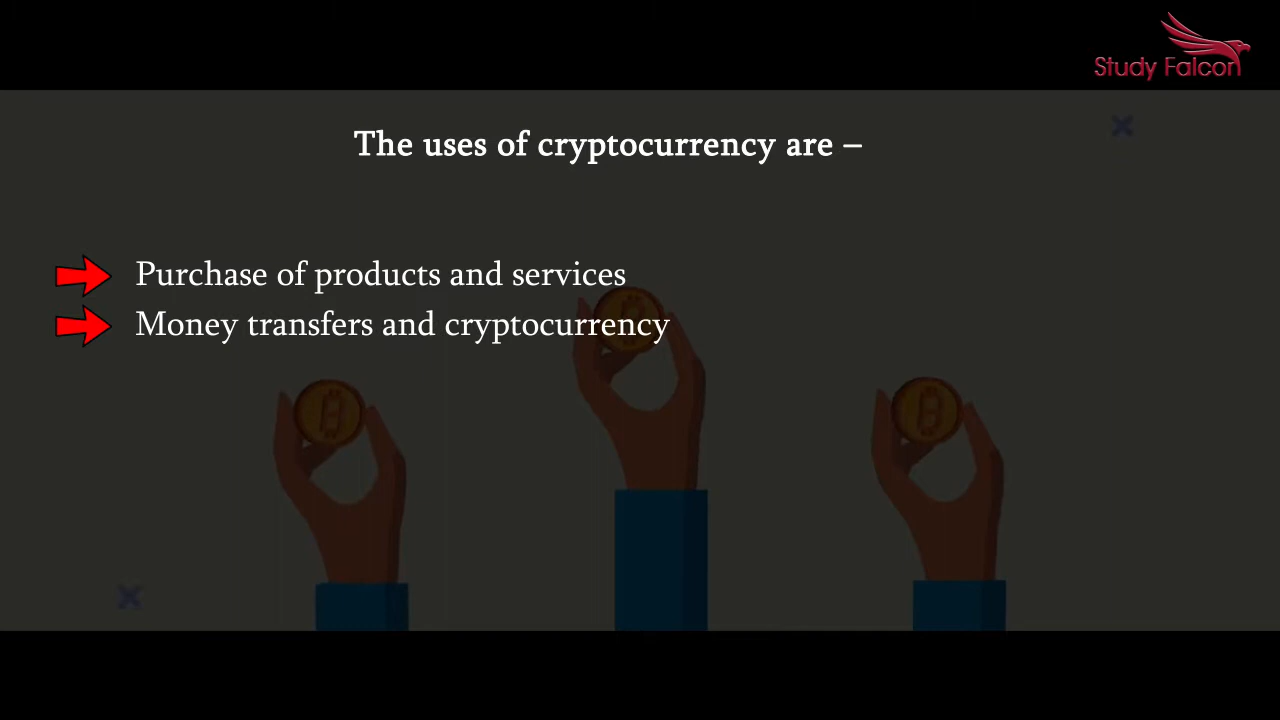 Study Falcon
The uses of cryptocurrency are –
Purchase of products and services
Money transfers and cryptocurrency